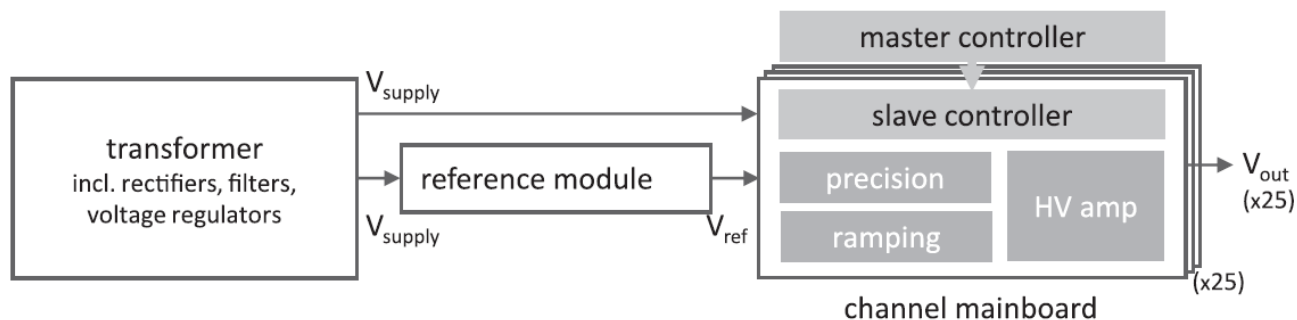 master controller
V_supply
slave controller
transformer
incl. rectifiers, filters,
voltage regulators
reference module
precision
HV amp
V_out
(x25)
V_supply
V_ref
ramping
(x25)
channel mainboard